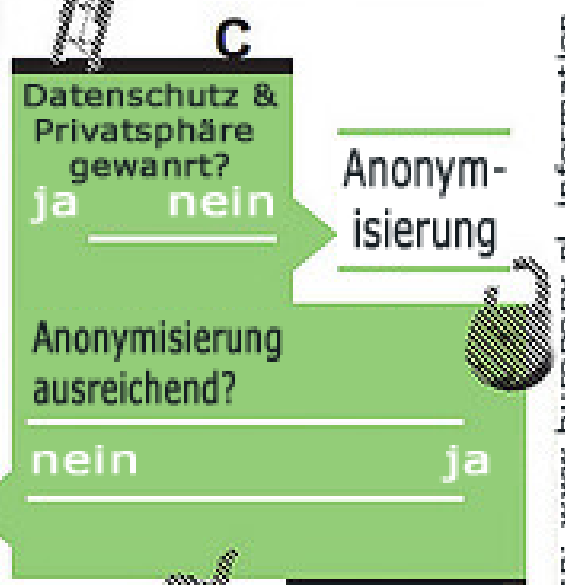 C
Datenschutz &
Privatsphäre
gewanrt?
ja nein
Anonym-
isierung
Anonymisierung
ausreichend?
nein ja